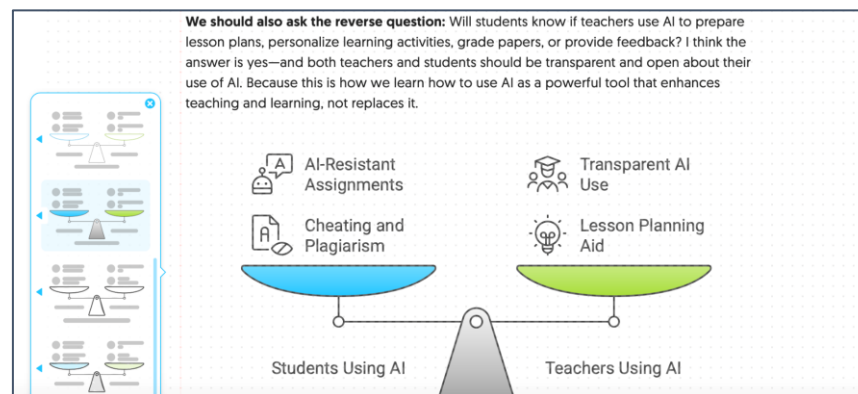 We should also ask the reverse question: Will students know if teachers use AI to prepare
lesson plans, personalize learning activities, grade papers, or provide feedback? I think the
answer is yes—and both teachers and students should be transparent and open about their
use of AI. Because this is how we learn how to use AI as a powerful tool that enhances
teaching and learning, not replaces it.
A
AI-Resistant
Assignments
Transparent AI
Use
A
Cheating and
Plagiarism
Lesson Planning
Aid
Students Using AI
Teachers Using AI